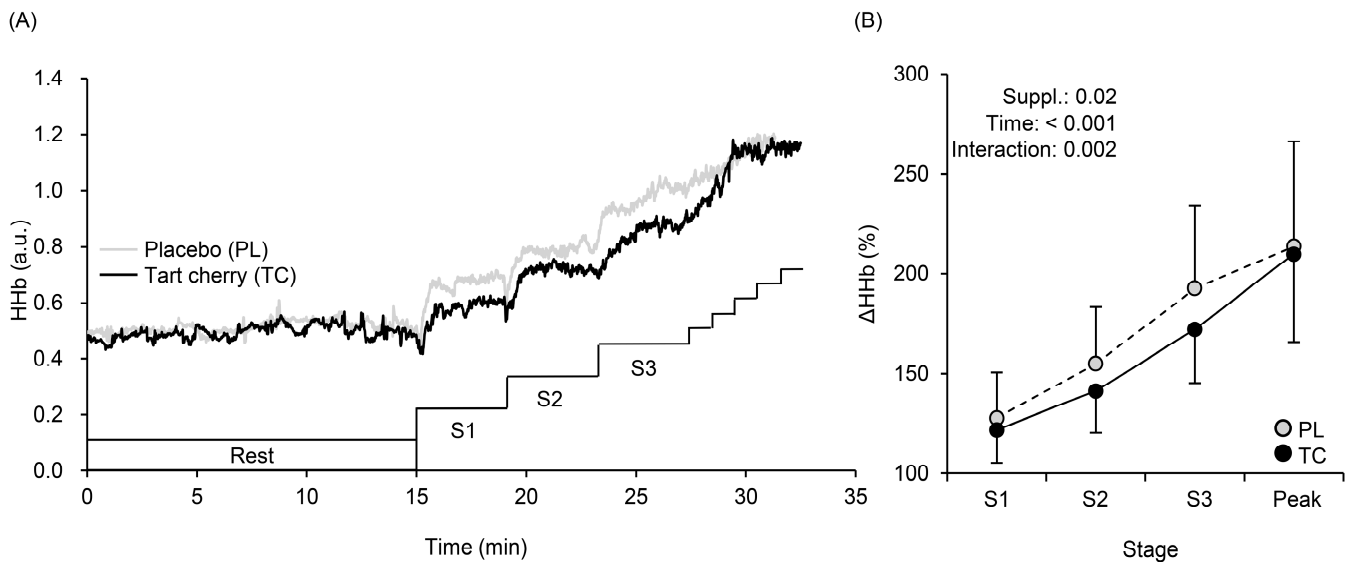 (A)
(B)
1.4
1.2
1.0
0.8
0.6
0.4
0.2
0.0
HHb (a.u.)
Placebo (PL)
Tart cherry (TC)
Rest
S1
S2
S3
0
5
10
15
20
25
30
35
Time (min)
300
250
200
150
100
ΔHHb (%)
Suppl.: 0.02
Time: < 0.001
Interaction: 0.002
PL
TC
S1
S2
S3
Peak
Stage